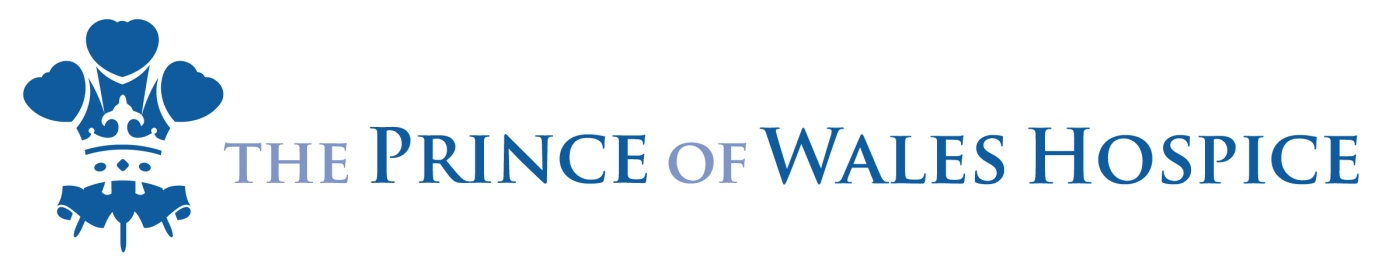 THE PRINCE OF WALES HOSPICE